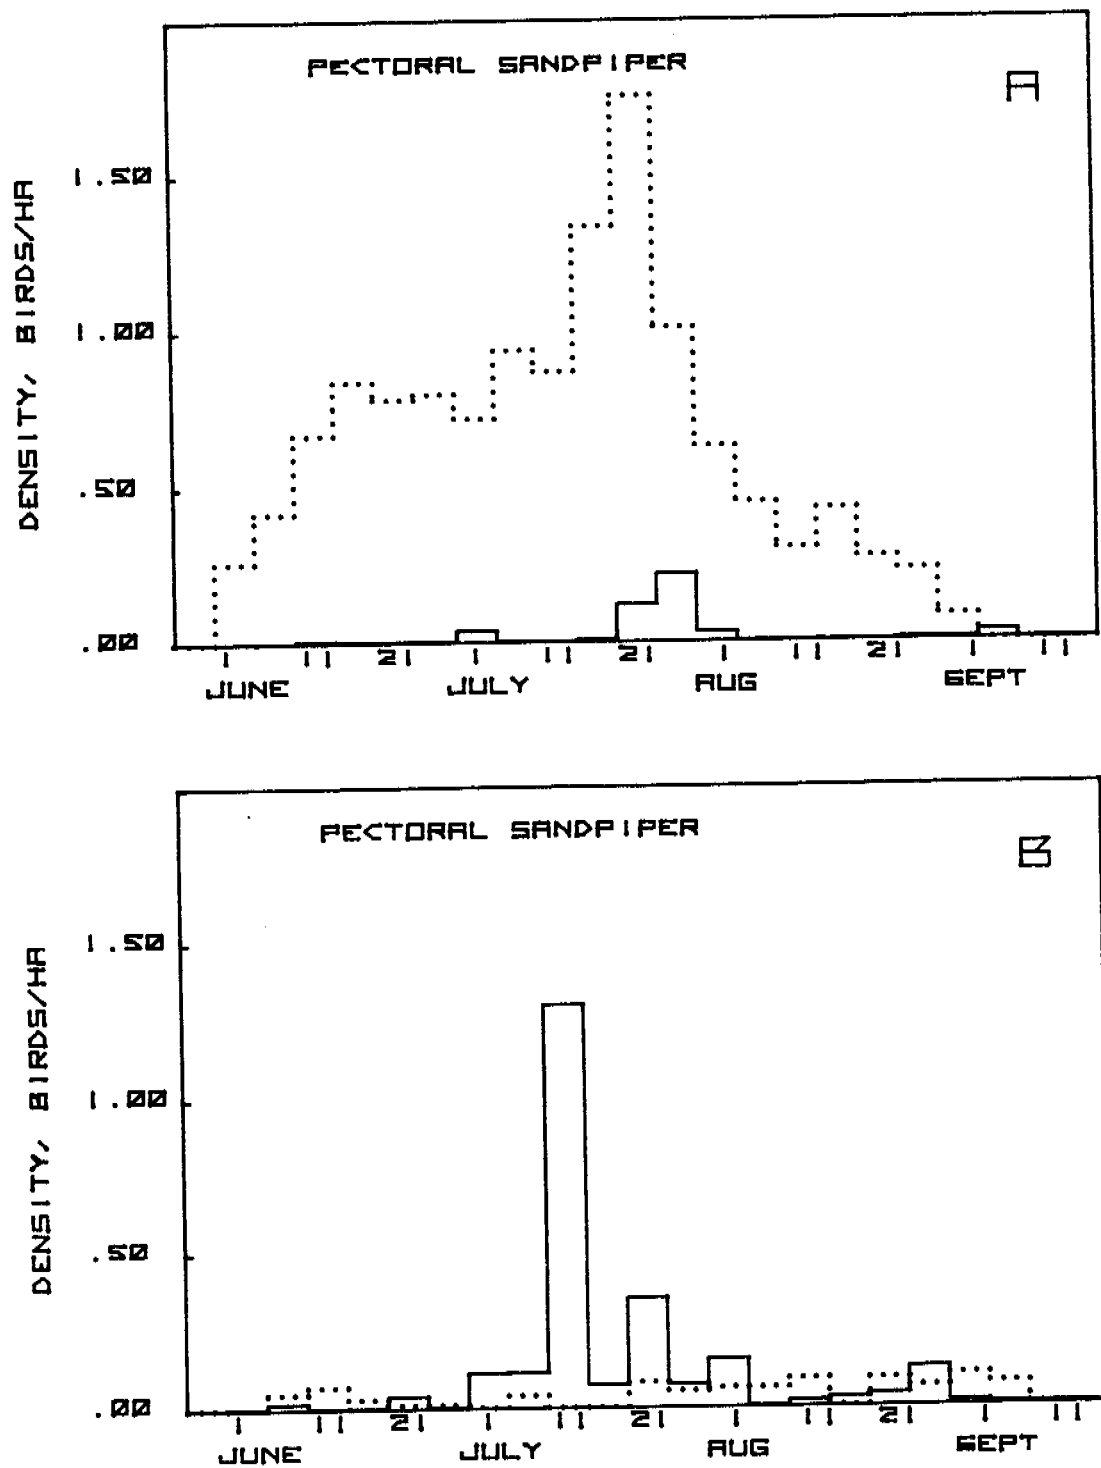 PECTORAL SANDPIPER
A
DENSITY, BIRDS/HA
1.50
1.00
.50
.00
1 11 21 1 11 21 1 11 21 1 11
JUNE JULY AUG SEPT
PECTORAL SANDPIPER
B
DENSITY, BIRDS/HA
1.50
1.00
.50
.00
1 11 21 1 11 21 1 11 21 1 11
JUNE JULY AUG SEPT